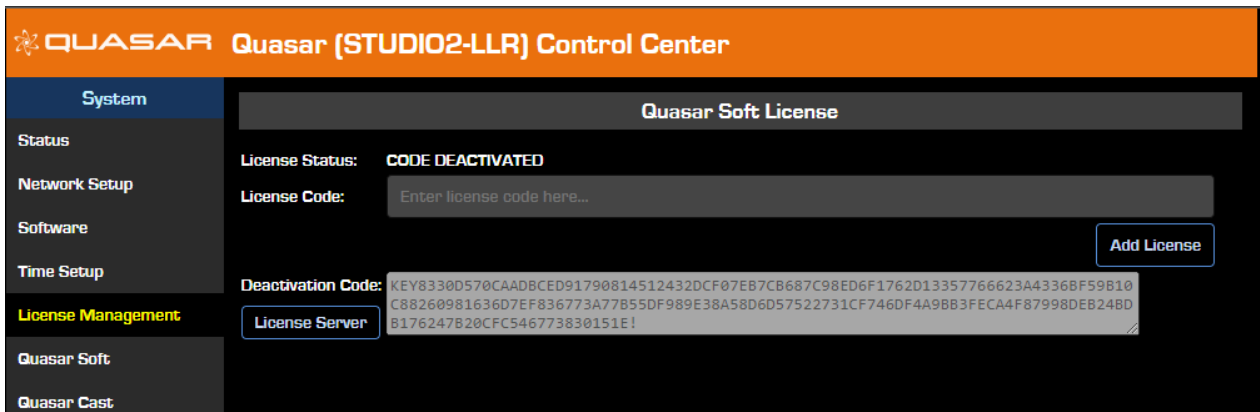 QUASAR Quasar (STUDIO2-LLR) Control Center
System
Status
Network Setup
Software
Time Setup
License Management
Quasar Soft
Quasar Cast
Quasar Soft License
License Status: CODE DEACTIVATED
License Code: Enter license code here...
Add License
Deactivation Code: KEY8330D570CAADBCED91790814512432DCF07EB7CB687C98ED6F1762D13357766623A4336BF59B10
C88260981636D7EF836773A77B55DF989E38A58D6D57522731CF746DF4A9BB3FECA4F87998DEB24BD
B176247B20CFC546773830151E!
License Server